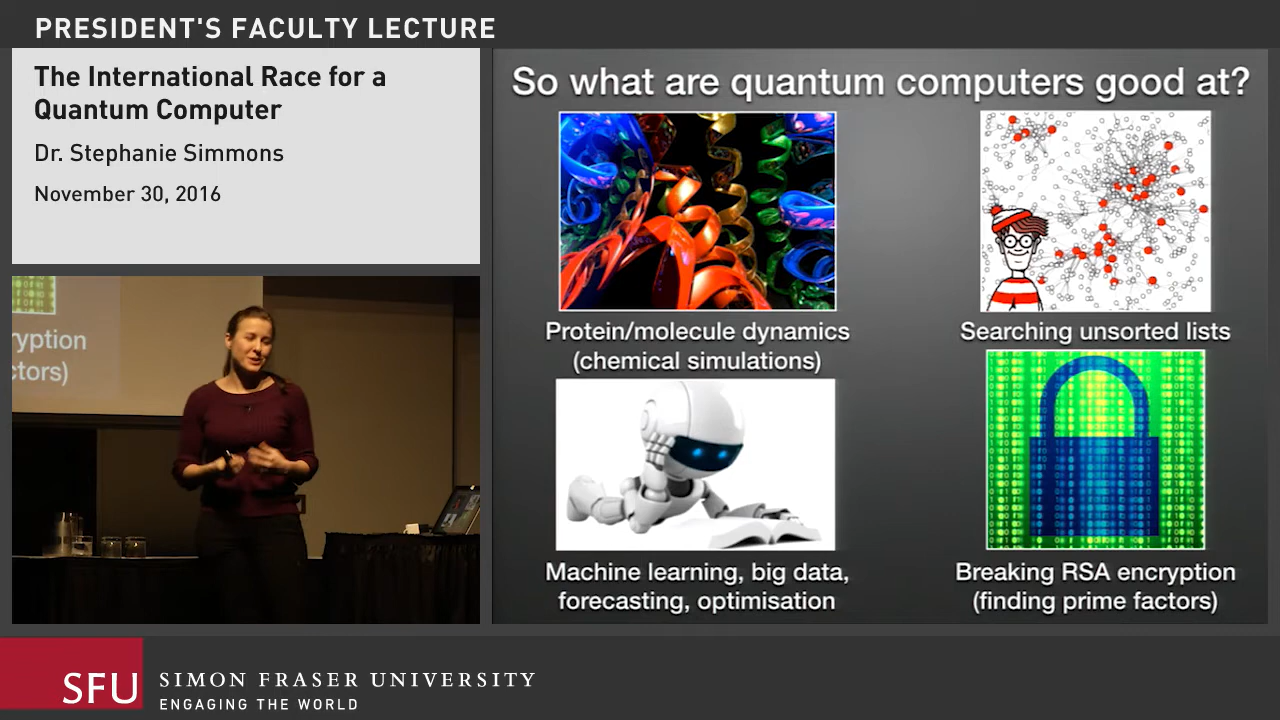 PRESIDENT'S FACULTY LECTURE
The International Race for a
Quantum Computer
Dr. Stephanie Simmons
November 30, 2016
ryption
ctors)
So what are quantum computers good at?
Protein/molecule dynamics
(chemical simulations)
Searching unsorted lists
Machine learning, big data,
forecasting, optimisation
Breaking RSA encryption
(finding prime factors)
SFU
SIMON FRASER UNIVERSITY
ENGAGING THE WORLD